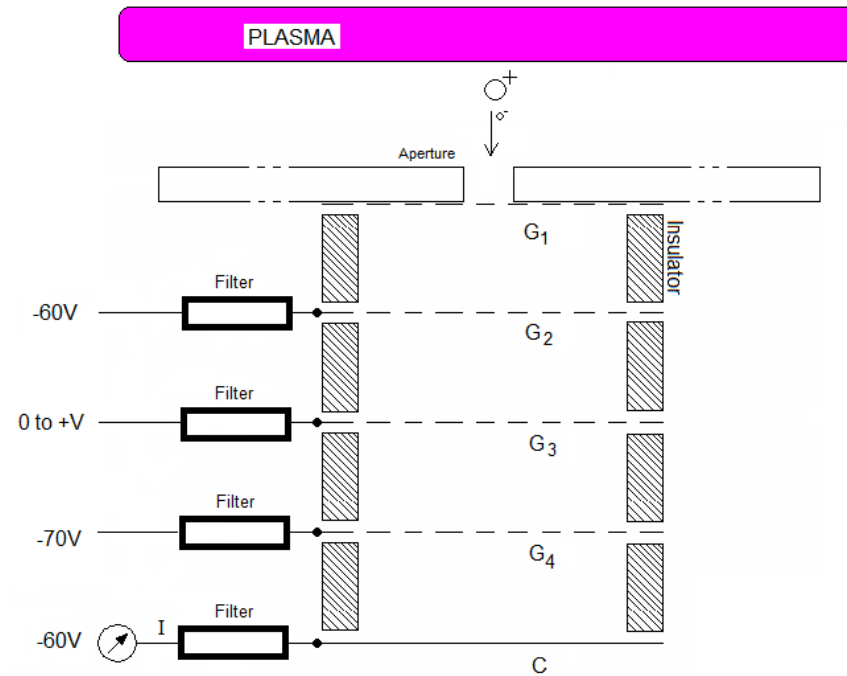 PLASMA
+
o-
Aperture
G1
Insulator
Filter
-60V
G2
Filter
0 to +V
G3
Filter
-70V
G4
Filter
-60V
I
C